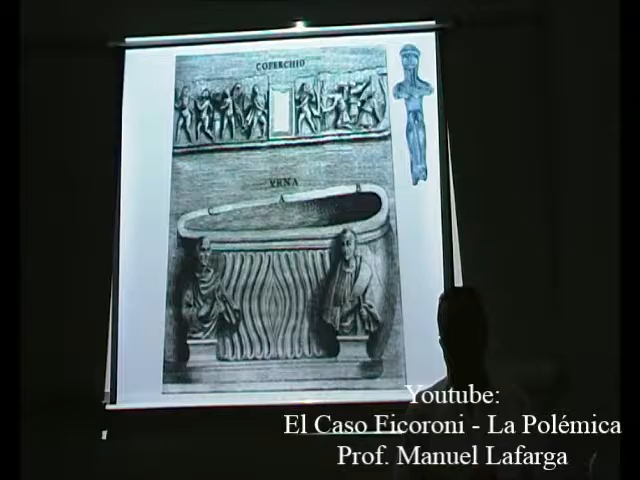 COPERCHIO
VRNA
C A B
Youtube:
El Caso Ficoroni - La Polémica
Prof. Manuel Lafarga